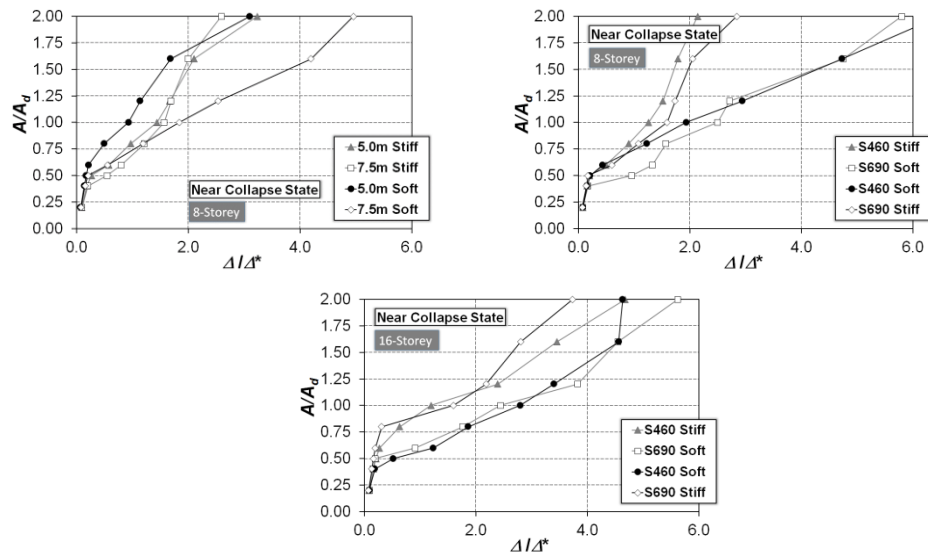 2.00
1.75
1.50
1.25
1.00
0.75
0.50
0.25
0.00
A/A_d
5.0m Stiff
7.5m Stiff
5.0m Soft
7.5m Soft
Near Collapse State
8-Storey
0.0 2.0 4.0 6.0
Δ/Δ*
2.00
1.75
1.50
1.25
1.00
0.75
0.50
0.25
0.00
A/A_d
Near Collapse State
8-Storey
S460 Stiff
S690 Soft
S460 Soft
S690 Stiff
0.0 2.0 4.0 6.0
Δ/Δ*
2.00
1.75
1.50
1.25
1.00
0.75
0.50
0.25
0.00
A/A_d
Near Collapse State
16-Storey
S460 Stiff
S690 Soft
S460 Soft
S690 Stiff
0.0 2.0 4.0 6.0
Δ/Δ*